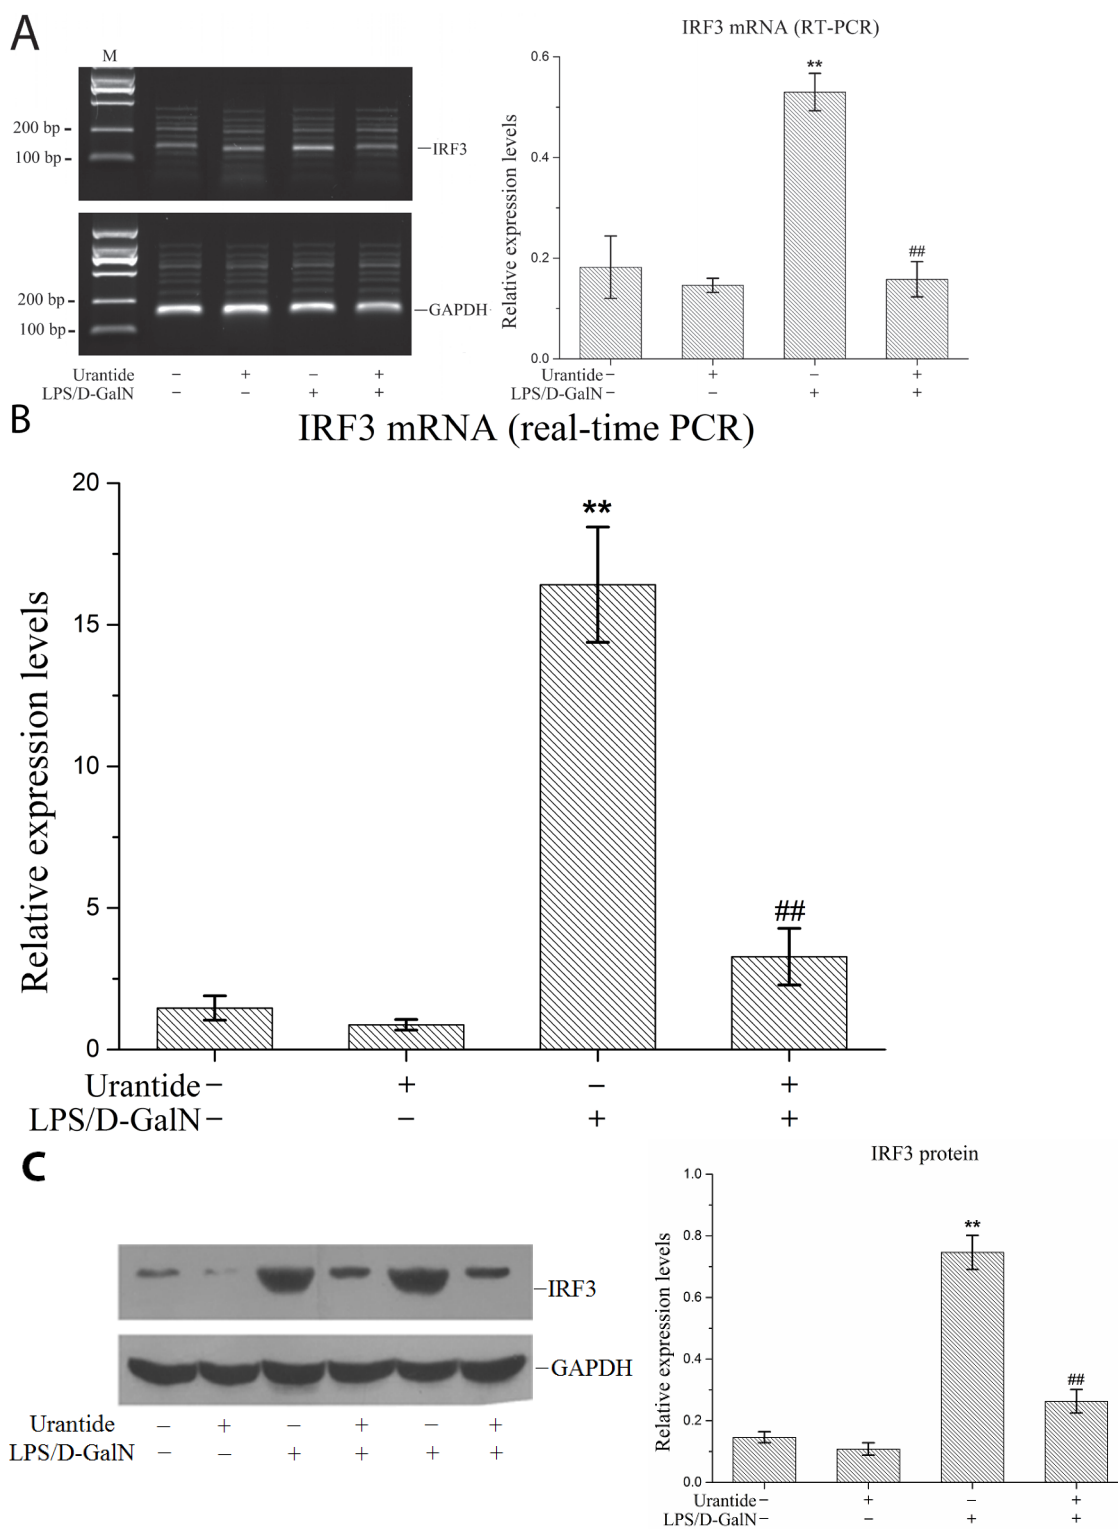 A
M
200 bp
100 bp
IRF3
200 bp
100 bp
GAPDH
Urantide − + − +
LPS/D-GalN − − + +
IRF3 mRNA (RT-PCR)
Relative expression levels
0.6
0.4
0.2
0.0
**
##
Urantide − + − +
LPS/D-GalN − − + +
B
IRF3 mRNA (real-time PCR)
Relative expression levels
20
15
10
5
0
**
##
Urantide − + − +
LPS/D-GalN − − + +
C
IRF3
GAPDH
Urantide − + − + − +
LPS/D-GalN − − + + + +
IRF3 protein
Relative expression levels
1.0
0.8
0.6
0.4
0.2
0.0
**
##
Urantide − + − +
LPS/D-GalN − − + +